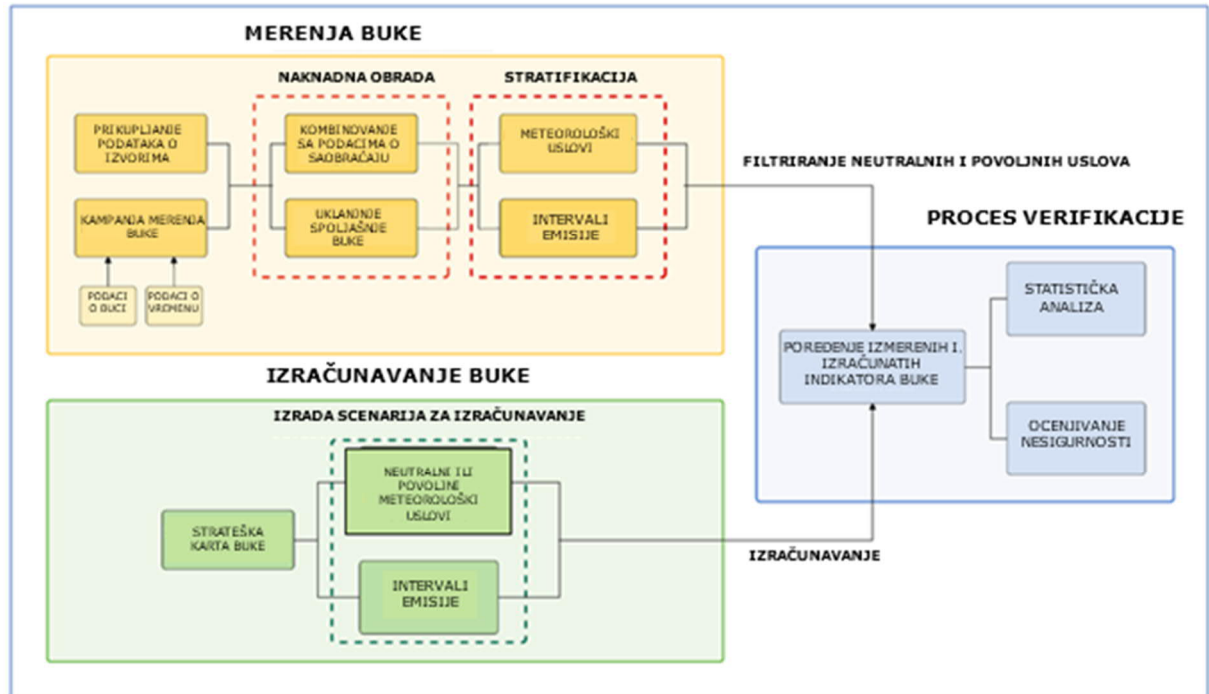 MERENJA BUKE
NAKNADNA OBRADA
STRATIFIKACIJA
PRIKUPLJANJE
PODATAKA O
IZVORIMA
KOMBINOVANJE
SA PODACIMA O
SAOBRAĆAJU
METEOROLOŠKI
USLOVI
KAMPANJA MERENJA
BUKE
UKLANJNJE
SPOLJAŠNJE
BUKE
INTERVALI
EMISIJE
PODACI
O BUCI
PODACI O
VREMENU
FILTRIRANJE NEUTRALNIH I POVOLJNIH USLOVA
PROCES VERIFIKACIJE
STATISTIČKA
ANALIZA
POREĐENJE IZMERENIH I.
IZRAČUNATIH
INDIKATORA BUKE
OCENJIVANJE
NESIGURNOSTI
IZRAČUNAVANJE BUKE
IZRADA SCENARIJA ZA IZRAČUNAVANJE
STRATEŠKA
KARTA BUKE
NEUTRALNI ILI
POVOLJNI
METEOROLOŠKI
USLOVI
INTERVALI
EMISIJE
IZRAČUNAVANJE